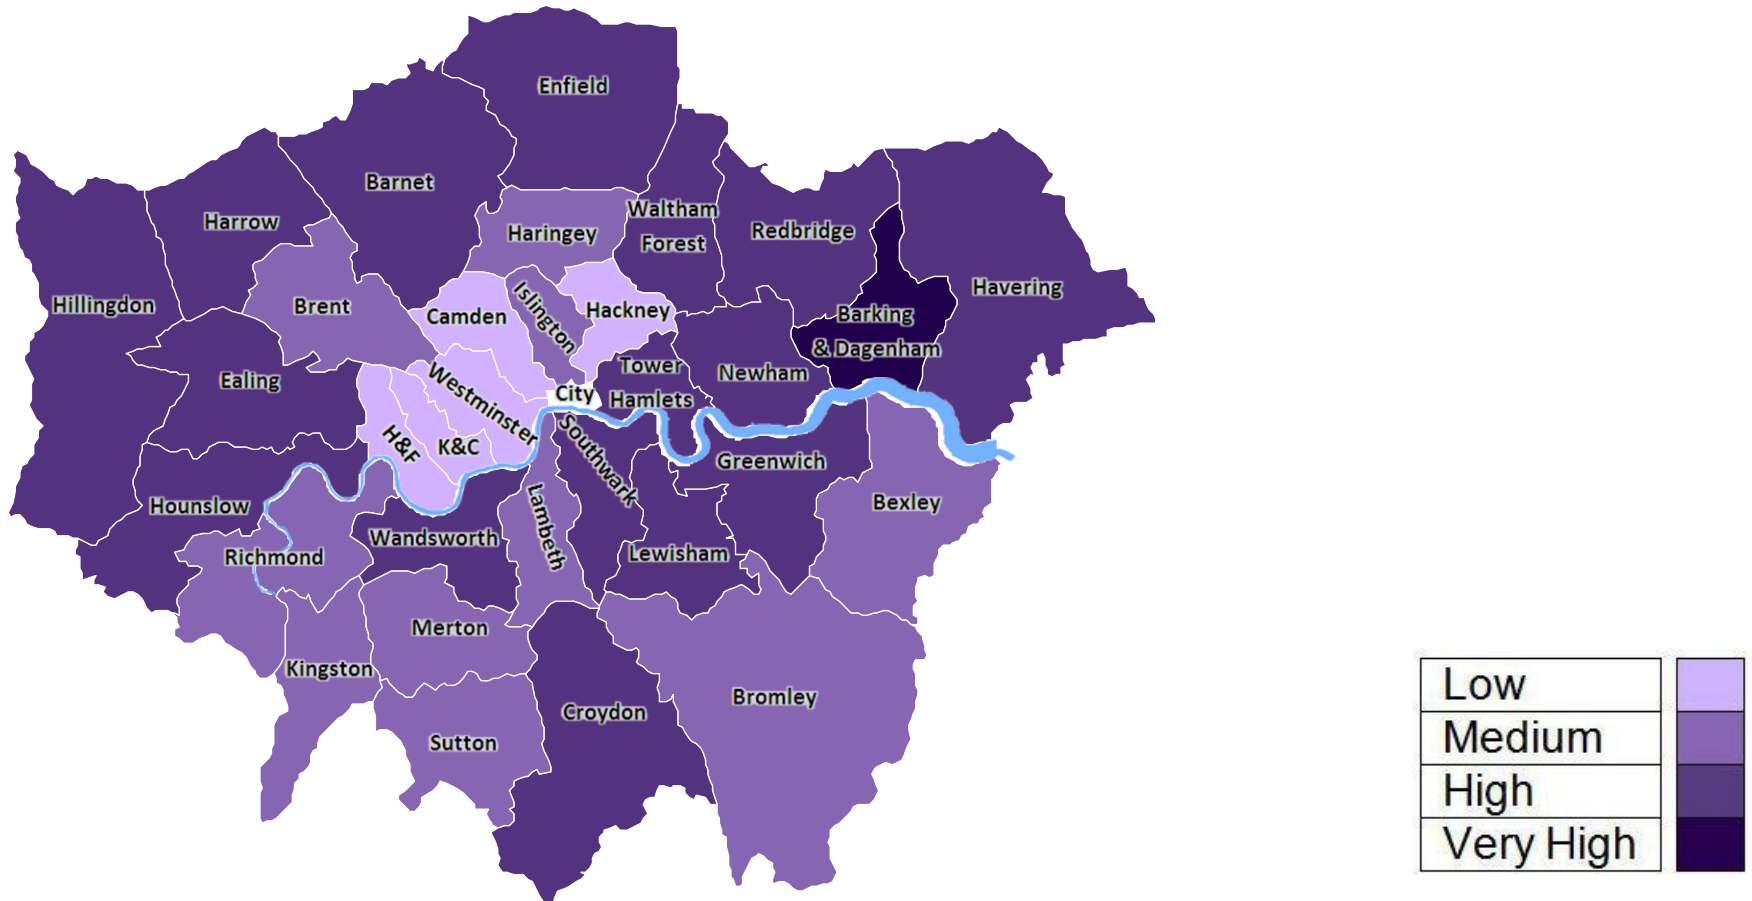 Enfield
Barnet
Waltham
Forest
Harrow
Haringey
Redbridge
Havering
Hillingdon
Brent
Camden
Islington
Hackney
Barking
& Dagenham
Ealing
Tower
Hamlets
Newham
Westminster
City
H&F
K&C
Southwark
Greenwich
Hounslow
Bexley
Richmond
Wandsworth
Lambeth
Lewisham
Merton
Kingston
Bromley
Croydon
Sutton
Low
Medium
High
Very High